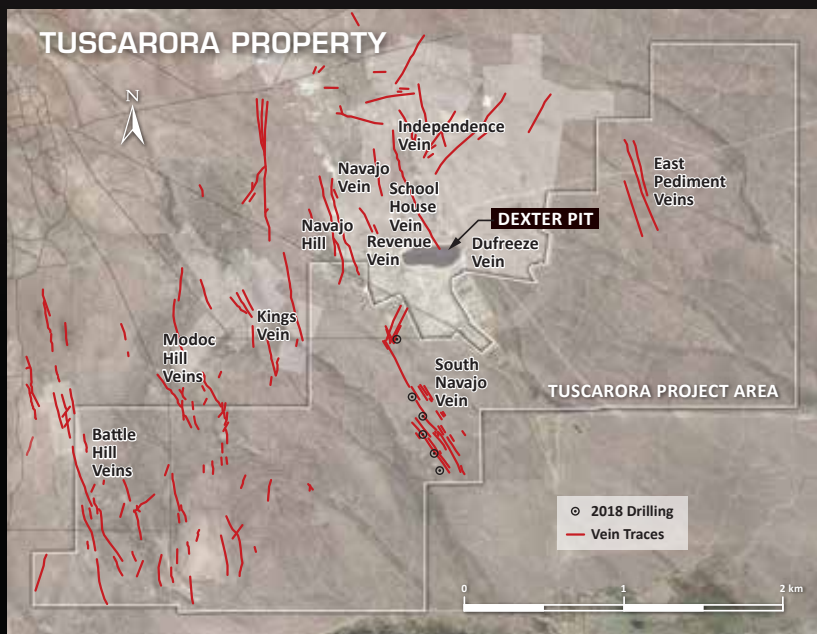 TUSCARORA PROPERTY
N
Independence
Vein
Navajo
Vein
School
House
Vein
East
Pediment
Veins
DEXTER PIT
Navajo
Hill
Revenue
Vein
Dufreeze
Vein
Kings
Vein
Modoc
Hill
Veins
South
Navajo
Vein
TUSCARORA PROJECT AREA
Battle
Hill
Veins
2018 Drilling
Vein Traces
0
1
2 km